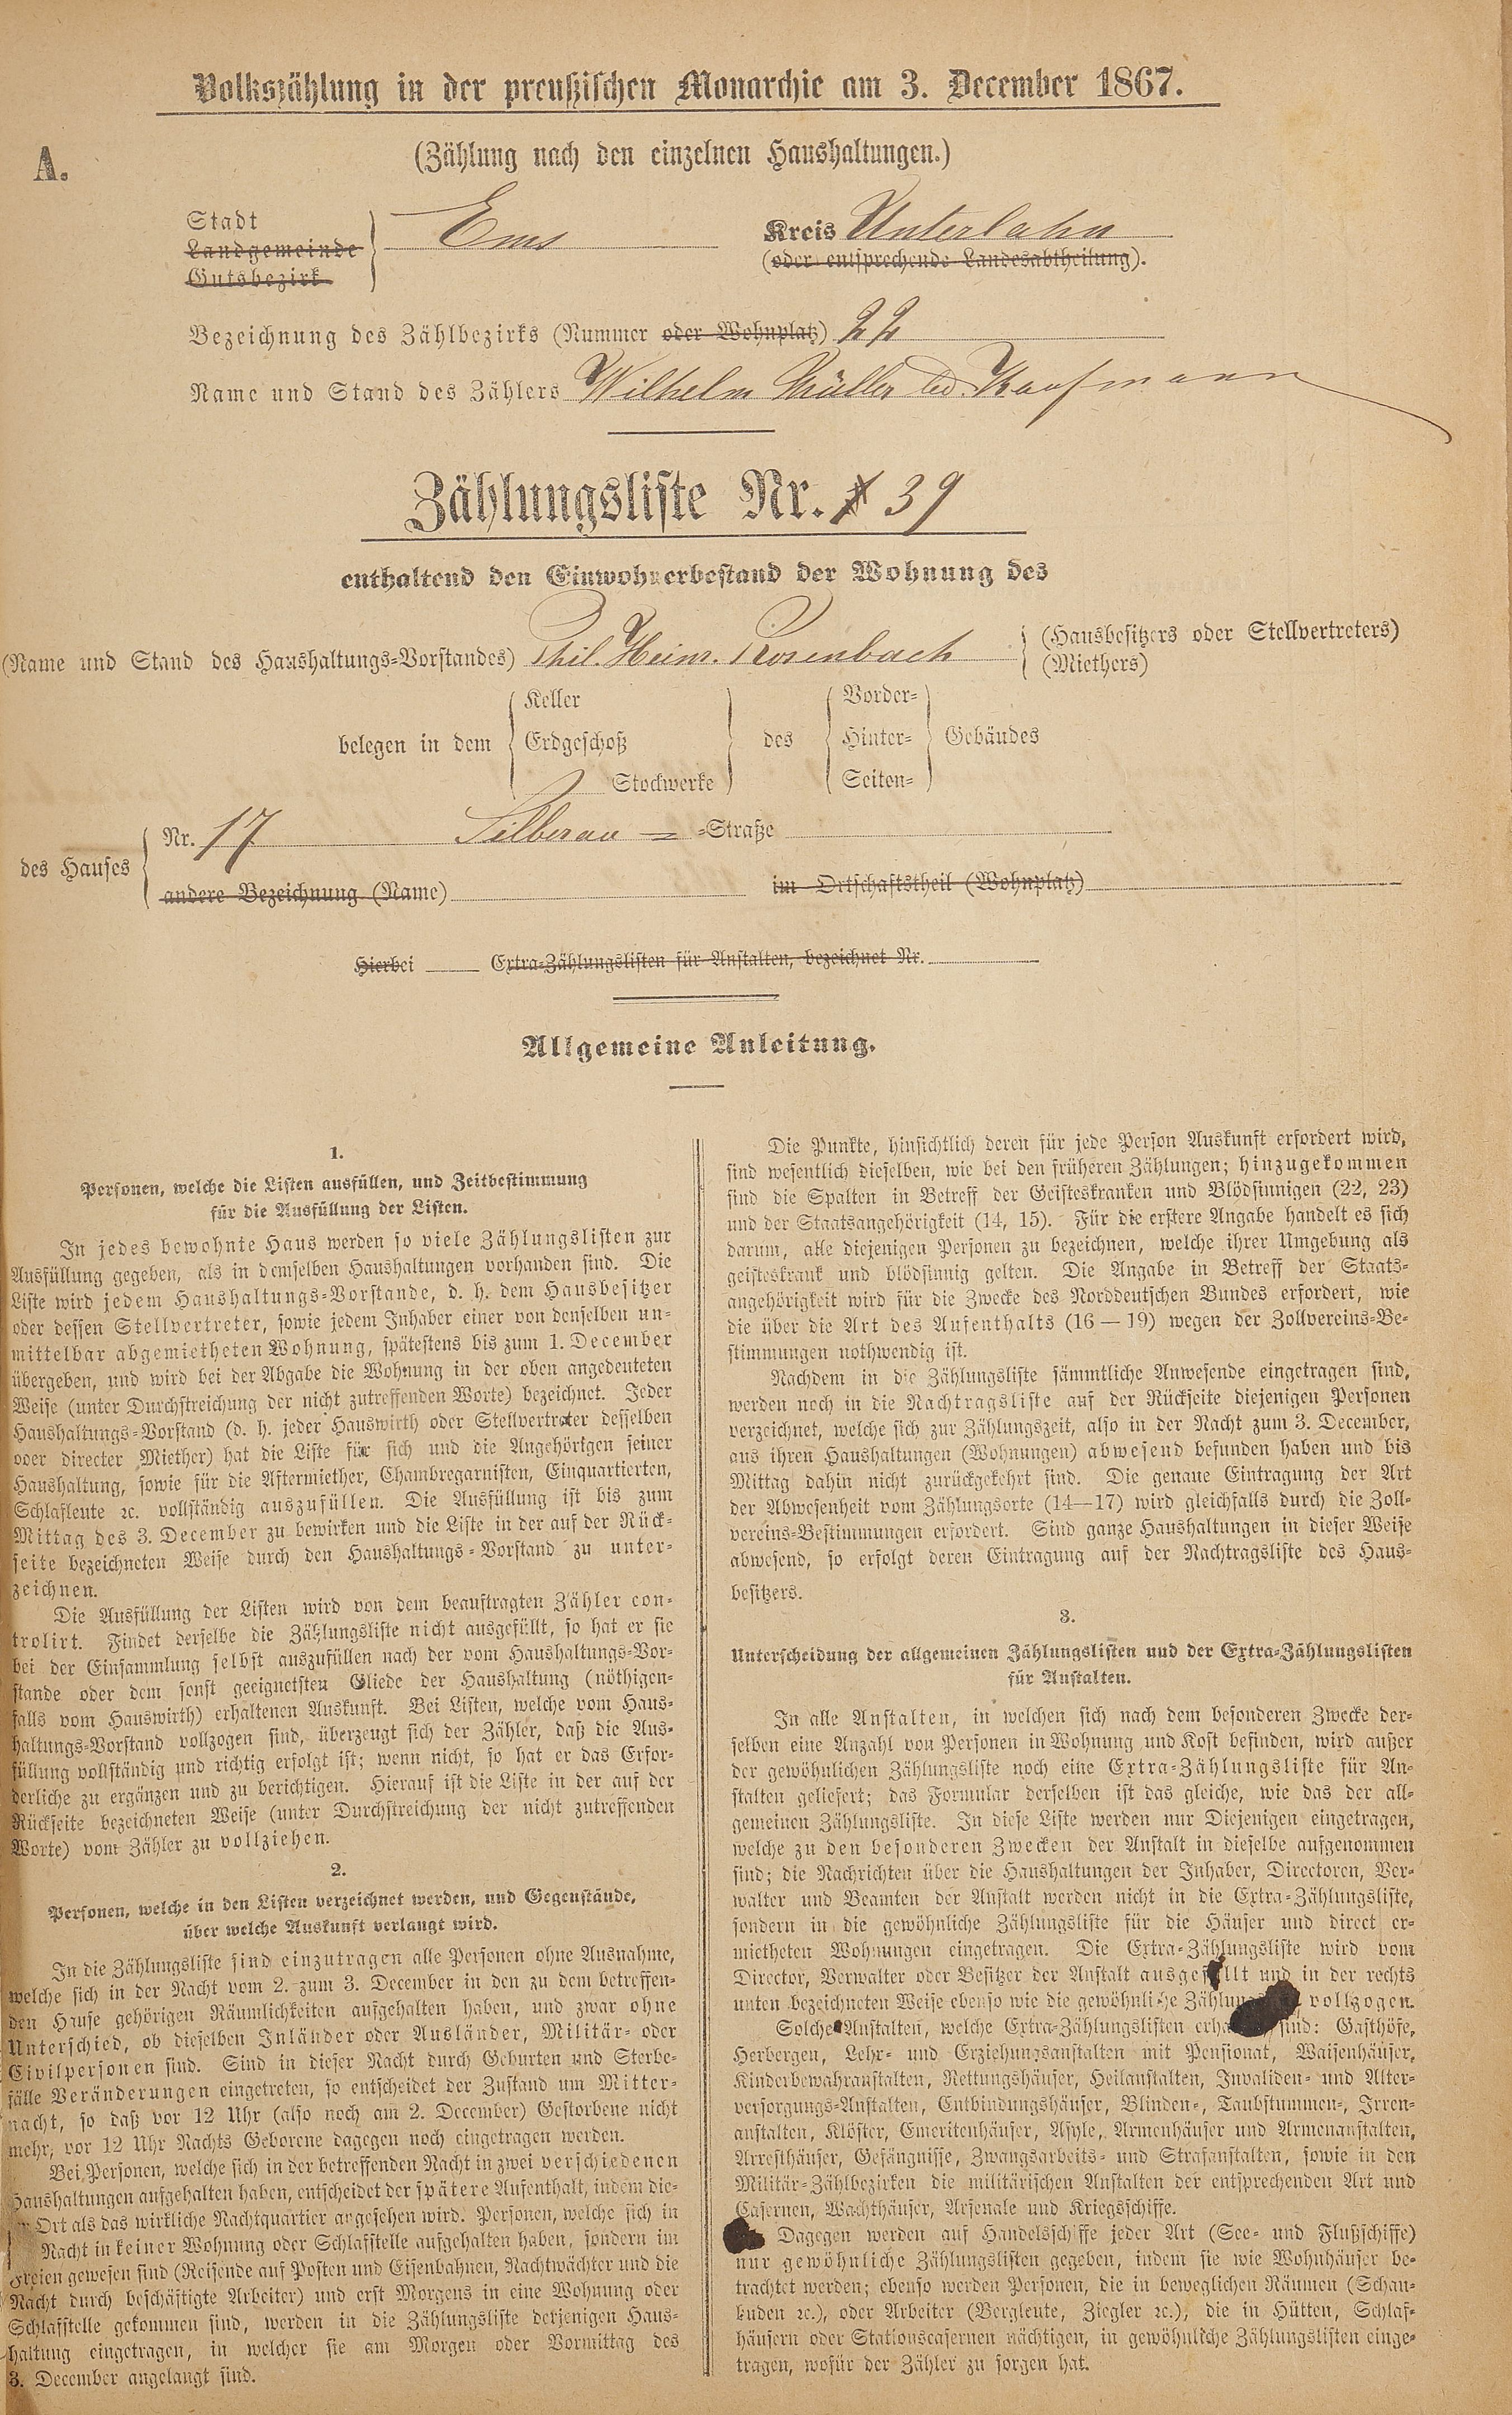 Volkszählung in der preußischen Monarchie am 3. December 1867.
A.
(Zählung nach den einzelnen Haushaltungen.)
Stadt
Landgemeinde
Gutsbezirk
Ems
Kreis Unterlahn
(oder entsprechende Landesabtheilung).
Bezeichnung des Zählbezirks (Nummer oder Wohnplatz) 22
Name und Stand des Zählers Wilhelm Müller led. Kaufmann
Zählungsliste Nr. 39
enthaltend den Einwohnerbestand der Wohnung des
(Name und Stand des Haushaltungs-Vorstandes) Phil. Heinr. Rosenbach
(Hausbesitzers oder Stellvertreters)
(Miethers)
belegen in dem
Keller
Erdgeschoß
Stockwerke
des
Vorder-
Hinter-
Seiten-
Gebäudes
des Hauses
Nr. 17 Silberau = -Straße
andere Bezeichnung (Name) im Ortschaftstheil (Wohnplatz)
Hierbei Extra-Zählungslisten für Anstalten, bezeichnet Nr.
Allgemeine Anleitung.
1.
Personen, welche die Listen ausfüllen, und Zeitbestimmung
für die Ausfüllung der Listen.
In jedes bewohnte Haus werden so viele Zählungslisten zur
Ausfüllung gegeben, als in demselben Haushaltungen vorhanden sind. Die
Liste wird jedem Haushaltungs-Vorstande, d. h. dem Hausbesitzer
oder dessen Stellvertreter, sowie jedem Inhaber einer von denselben un-
mittelbar abgemietheten Wohnung, spätestens bis zum 1. December
übergeben, und wird bei der Abgabe die Wohnung in der oben angedeuteten
Weise (unter Durchstreichung der nicht zutreffenden Worte) bezeichnet. Jeder
Haushaltungs-Vorstand (d. h. jeder Hauswirth oder Stellvertreter desselben
oder directer Miether) hat die Liste für sich und die Angehörigen seiner
Haushaltung, sowie für die Aftermiether, Chambregarnisten, Einquartierten,
Schlafleute ꝛc. vollständig auszufüllen. Die Ausfüllung ist bis zum
Mittag des 3. December zu bewirken und die Liste in der auf der Rück-
seite bezeichneten Weise durch den Haushaltungs-Vorstand zu unter-
zeichnen.
Die Ausfüllung der Listen wird von dem beauftragten Zähler con-
trolirt. Findet derselbe die Zählungsliste nicht ausgefüllt, so hat er sie
bei der Einsammlung selbst auszufüllen nach der vom Haushaltungs-Vor-
stande oder dem sonst geeignetsten Gliede der Haushaltung (nöthigen-
falls vom Hauswirth) erhaltenen Auskunft. Bei Listen, welche vom Haus-
haltungs-Vorstand vollzogen sind, überzeugt sich der Zähler, daß die Aus-
füllung vollständig und richtig erfolgt ist; wenn nicht, so hat er das Erfor-
derliche zu ergänzen und zu berichtigen. Hierauf ist die Liste in der auf der
Rückseite bezeichneten Weise (unter Durchstreichung der nicht zutreffenden
Worte) vom Zähler zu vollziehen.
2.
Personen, welche in den Listen verzeichnet werden, und Gegenstände,
über welche Auskunft verlangt wird.
In die Zählungsliste sind einzutragen alle Personen ohne Ausnahme,
welche sich in der Nacht vom 2. zum 3. December in den zu dem betreffen-
den Hause gehörigen Räumlichkeiten aufgehalten haben, und zwar ohne
Unterschied, ob dieselben Inländer oder Ausländer, Militär- oder
Civilpersonen sind. Sind in dieser Nacht durch Geburten und Sterbe-
fälle Veränderungen eingetreten, so entscheidet der Zustand um Mitter-
nacht, so daß vor 12 Uhr (also noch am 2. December) Gestorbene nicht
mehr, vor 12 Uhr Nachts Geborene dagegen noch eingetragen werden.
Bei Personen, welche sich in der betreffenden Nacht in zwei verschiedenen
Haushaltungen aufgehalten haben, entscheidet der spätere Aufenthalt, indem die-
Ort als das wirkliche Nachtquartier angesehen wird. Personen, welche sich in
Nacht in keiner Wohnung oder Schlafstelle aufgehalten haben, sondern im
Freien gewesen sind (Reisende auf Posten und Eisenbahnen, Nachtwächter und die
Nacht durch beschäftigte Arbeiter) und erst Morgens in eine Wohnung oder
Schlafstelle gekommen sind, werden in die Zählungsliste derjenigen Haus-
haltung eingetragen, in welcher sie am Morgen oder Vormittag des
3. December angelangt sind.
Die Punkte, hinsichtlich deren für jede Person Auskunft erfordert wird,
sind wesentlich dieselben, wie bei den früheren Zählungen; hinzugekommen
sind die Spalten in Betreff der Geisteskranken und Blödsinnigen (22, 23)
und der Staatsangehörigkeit (14, 15). Für die erstere Angabe handelt es sich
darum, alle diejenigen Personen zu bezeichnen, welche ihrer Umgebung als
geisteskrank und blödsinnig gelten. Die Angabe in Betreff der Staats-
angehörigkeit wird für die Zwecke des Norddeutschen Bundes erfordert, wie
die über die Art des Aufenthalts (16—19) wegen der Zollvereins-Be-
stimmungen nothwendig ist.
Nachdem in die Zählungsliste sämmtliche Anwesende eingetragen sind,
werden noch in die Nachtragsliste auf der Rückseite diejenigen Personen
verzeichnet, welche sich zur Zählungszeit, also in der Nacht zum 3. December,
aus ihren Haushaltungen (Wohnungen) abwesend befunden haben und bis
Mittag dahin nicht zurückgekehrt sind. Die genaue Eintragung der Art
der Abwesenheit vom Zählungsorte (14—17) wird gleichfalls durch die Zoll-
vereins-Bestimmungen erfordert. Sind ganze Haushaltungen in dieser Weise
abwesend, so erfolgt deren Eintragung auf der Nachtragsliste des Haus-
besitzers.
3.
Unterscheidung der allgemeinen Zählungslisten und der Extra-Zählungslisten
für Anstalten.
In alle Anstalten, in welchen sich nach dem besonderen Zwecke der-
selben eine Anzahl von Personen in Wohnung und Kost befinden, wird außer
der gewöhnlichen Zählungsliste noch eine Extra-Zählungsliste für An-
stalten geliefert; das Formular derselben ist das gleiche, wie das der all-
gemeinen Zählungsliste. In diese Liste werden nur Diejenigen eingetragen,
welche zu den besonderen Zwecken der Anstalt in dieselbe aufgenommen
sind; die Nachrichten über die Haushaltungen der Inhaber, Directoren, Ver-
walter und Beamten der Anstalt werden nicht in die Extra-Zählungsliste,
sondern in die gewöhnliche Zählungsliste für die Häuser und direct er-
mietheten Wohnungen eingetragen. Die Extra-Zählungsliste wird vom
Director, Verwalter oder Besitzer der Anstalt ausgefüllt und in der rechts
unten bezeichneten Weise ebenso wie die gewöhnliche Zählungs vollzogen.
Solche Anstalten, welche Extra-Zählungslisten erha sind: Gasthöfe,
Herbergen, Lehr- und Erziehungsanstalten mit Pensionat, Waisenhäuser,
Kinderbewahranstalten, Rettungshäuser, Heilanstalten, Invaliden- und Alter-
versorgungs-Anstalten, Entbindungshäuser, Blinden-, Taubstummen-, Irren-
anstalten, Klöster, Emeritenhäuser, Asyle, Armenhäuser und Armenanstalten,
Arresthäuser, Gefängnisse, Zwangsarbeits- und Strafanstalten, sowie in den
Militär-Zählbezirken die militärischen Anstalten der entsprechenden Art und
Casernen, Wachthäuser, Arsenale und Kriegsschiffe.
Dagegen werden auf Handelsschiffe jeder Art (See- und Flußschiffe)
nur gewöhnliche Zählungslisten gegeben, indem sie wie Wohnhäuser be-
trachtet werden; ebenso werden Personen, die in beweglichen Räumen (Schau-
buden ꝛc.), oder Arbeiter (Bergleute, Ziegler ꝛc.), die in Hütten, Schlaf-
häusern oder Stationscasernen nächtigen, in gewöhnliche Zählungslisten einge-
tragen, wofür der Zähler zu sorgen hat.